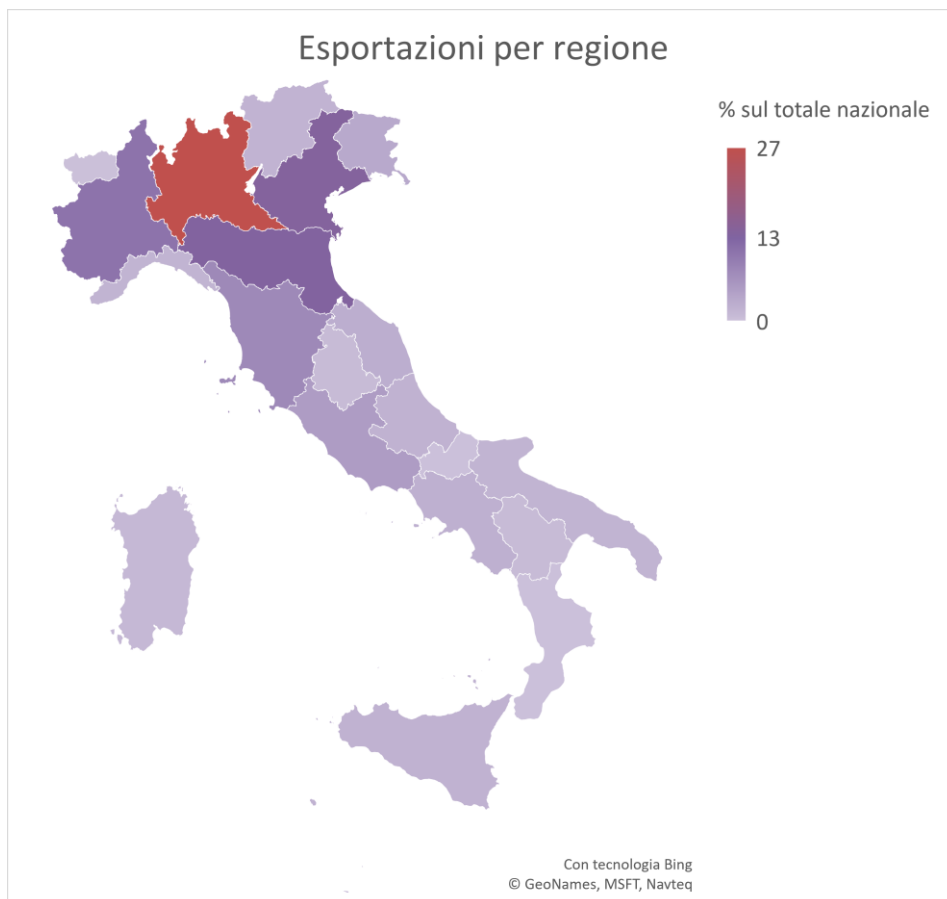 Esportazioni per regione
% sul totale nazionale
27
13
0
Con tecnologia Bing
© GeoNames, MSFT, Navteq